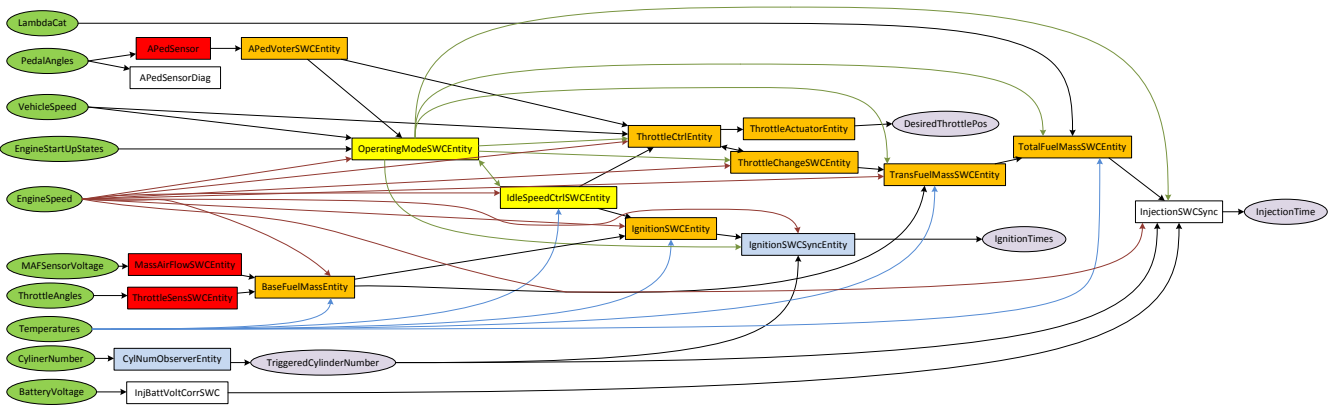 LambdaCat
PedalAngles
APedSensor
APedVoterSWCEntity
APedSensorDiag
VehicleSpeed
EngineStartUpStates
OperatingModeSWCEntity
ThrottleCtrlEntity
ThrottleActuatorEntity
DesiredThrottlePos
ThrottleChangeSWCEntity
TransFuelMassSWCEntity
TotalFuelMassSWCEntity
EngineSpeed
IdleSpeedCtrlSWCEntity
IgnitionSWCEntity
IgnitionSWCSyncEntity
IgnitionTimes
InjectionSWCSync
InjectionTime
MAFSensorVoltage
MassAirFlowSWCEntity
ThrottleAngles
ThrottleSensSWCEntity
BaseFuelMassEntity
Temperatures
CylinerNumber
CylNumObserverEntity
TriggeredCylinderNumber
BatteryVoltage
InjBattVoltCorrSWC